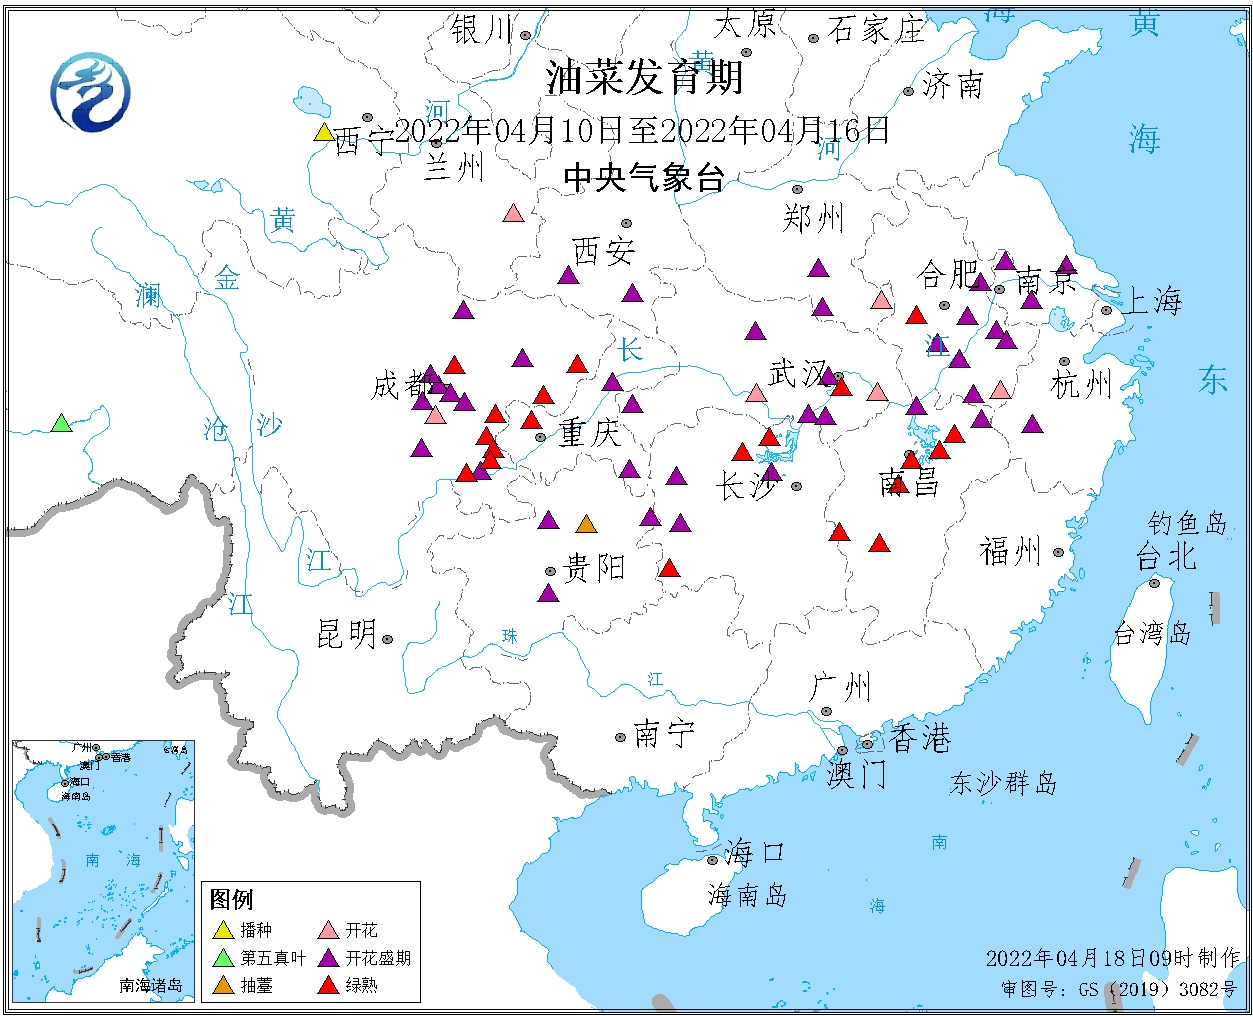 银川
太原
石家庄
海
黄
黄
油菜发育期
济南
河
西宁
2022年04月10日至2022年04月16日
海
兰州
河
中央气象台
黄
郑州
西安
金
合肥
南京
澜
上海
长
江
成都
武汉
杭州
东
沧
沙
重庆
长沙
南昌
钓鱼岛
福州
台北
贵阳
江
江
昆明
珠
台湾岛
江
广州
南宁
香港
广州
台湾岛
香港
澳门
澳门
东沙群岛
海口
海南岛
南
海口
南
海
海南岛
图例
海
播种
开花
第五真叶
开花盛期
2022年04月18日09时制作
抽薹
绿熟
南海诸岛
审图号：GS（2019）3082号